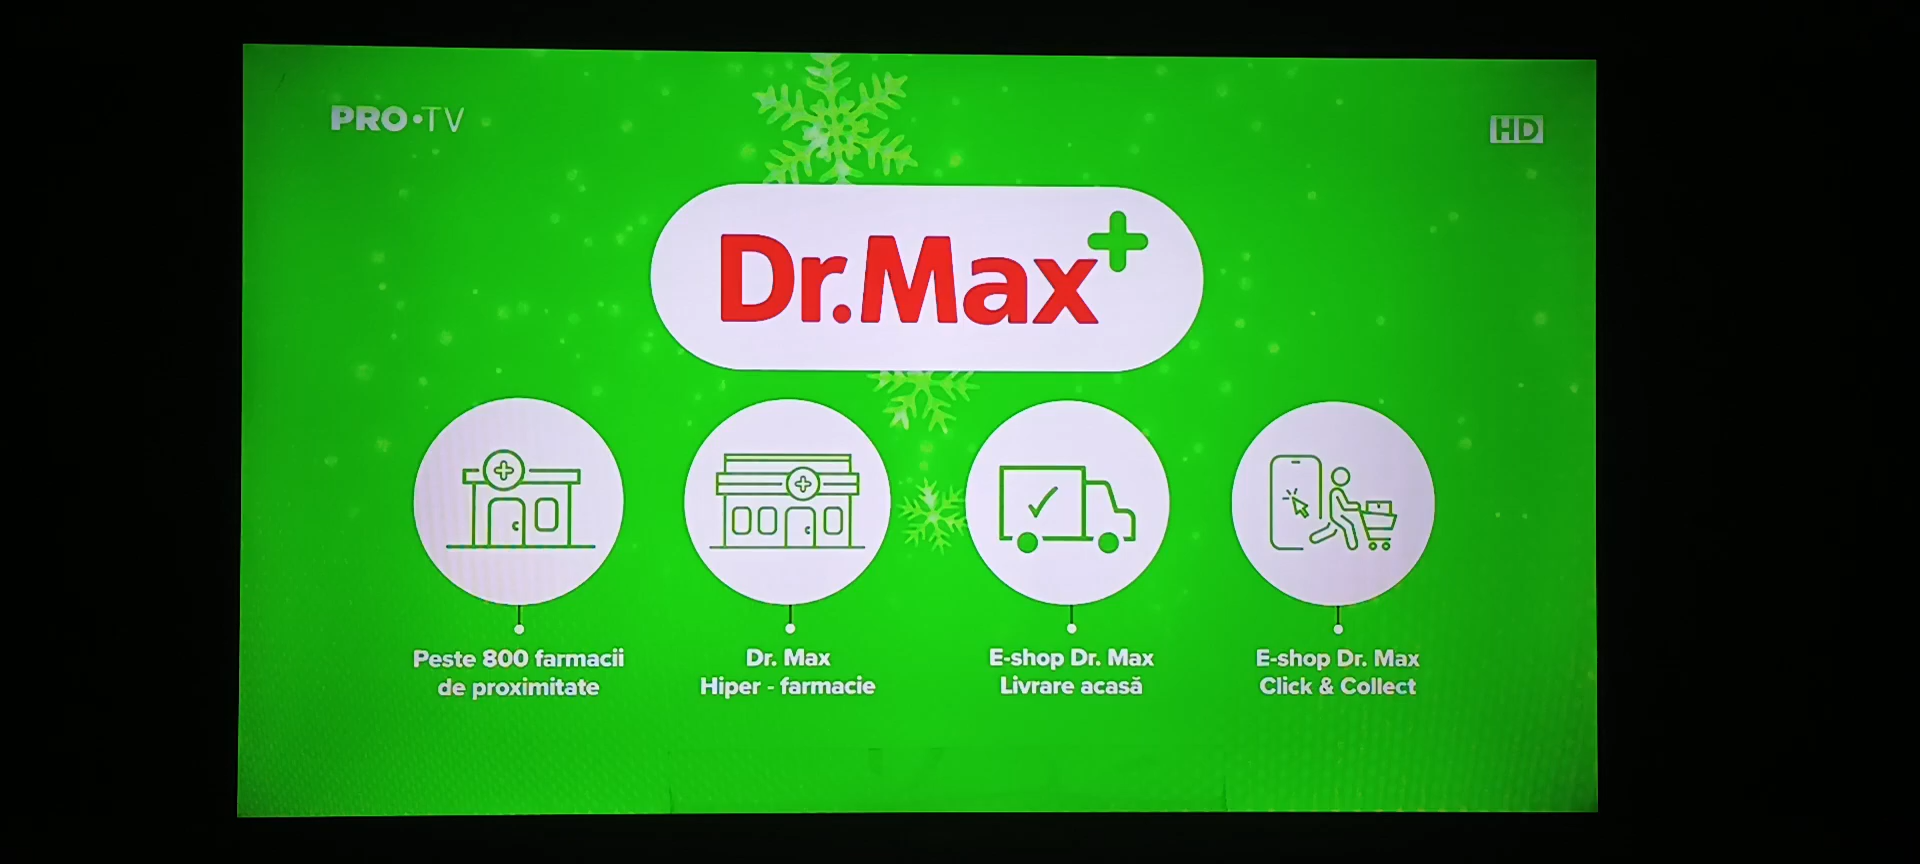 PRO•TV
HD
Dr.Max+
Peste 800 farmacii
de proximitate
Dr. Max
Hiper - farmacie
E-shop Dr. Max
Livrare acasă
E-shop Dr. Max
Click & Collect